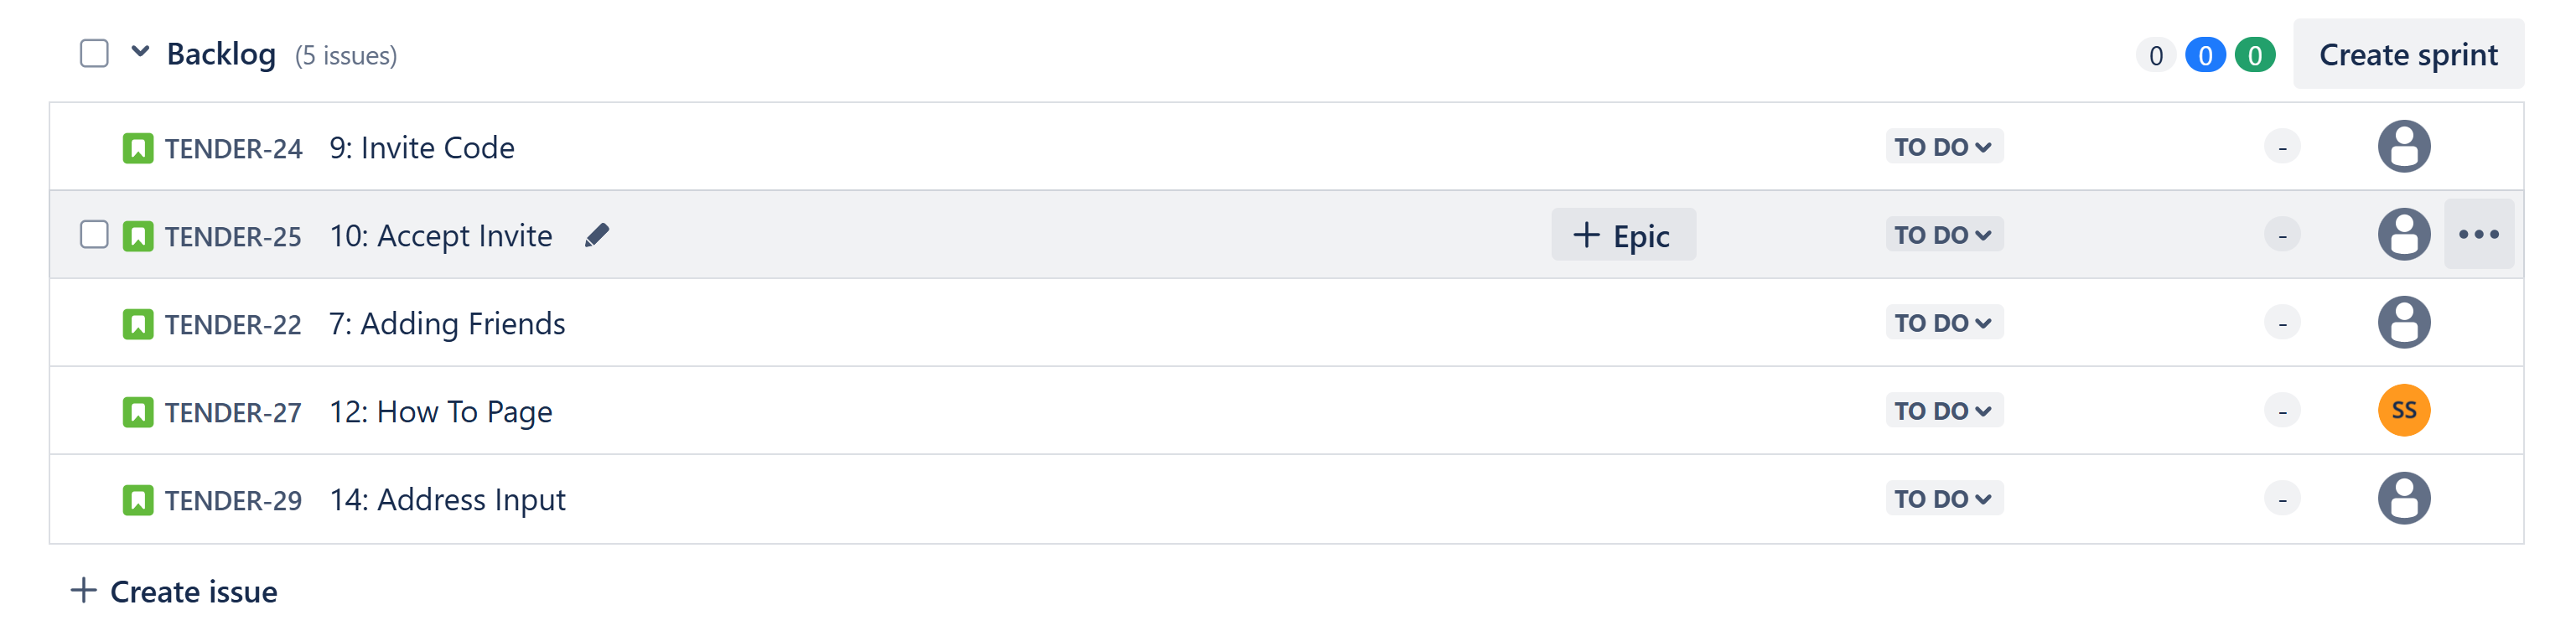 Backlog (5 issues) 0 0 0 Create sprint
TENDER-24 9: Invite Code TO DO -
TENDER-25 10: Accept Invite + Epic TO DO - •••
TENDER-22 7: Adding Friends TO DO -
TENDER-27 12: How To Page TO DO - SS
TENDER-29 14: Address Input TO DO -
+ Create issue